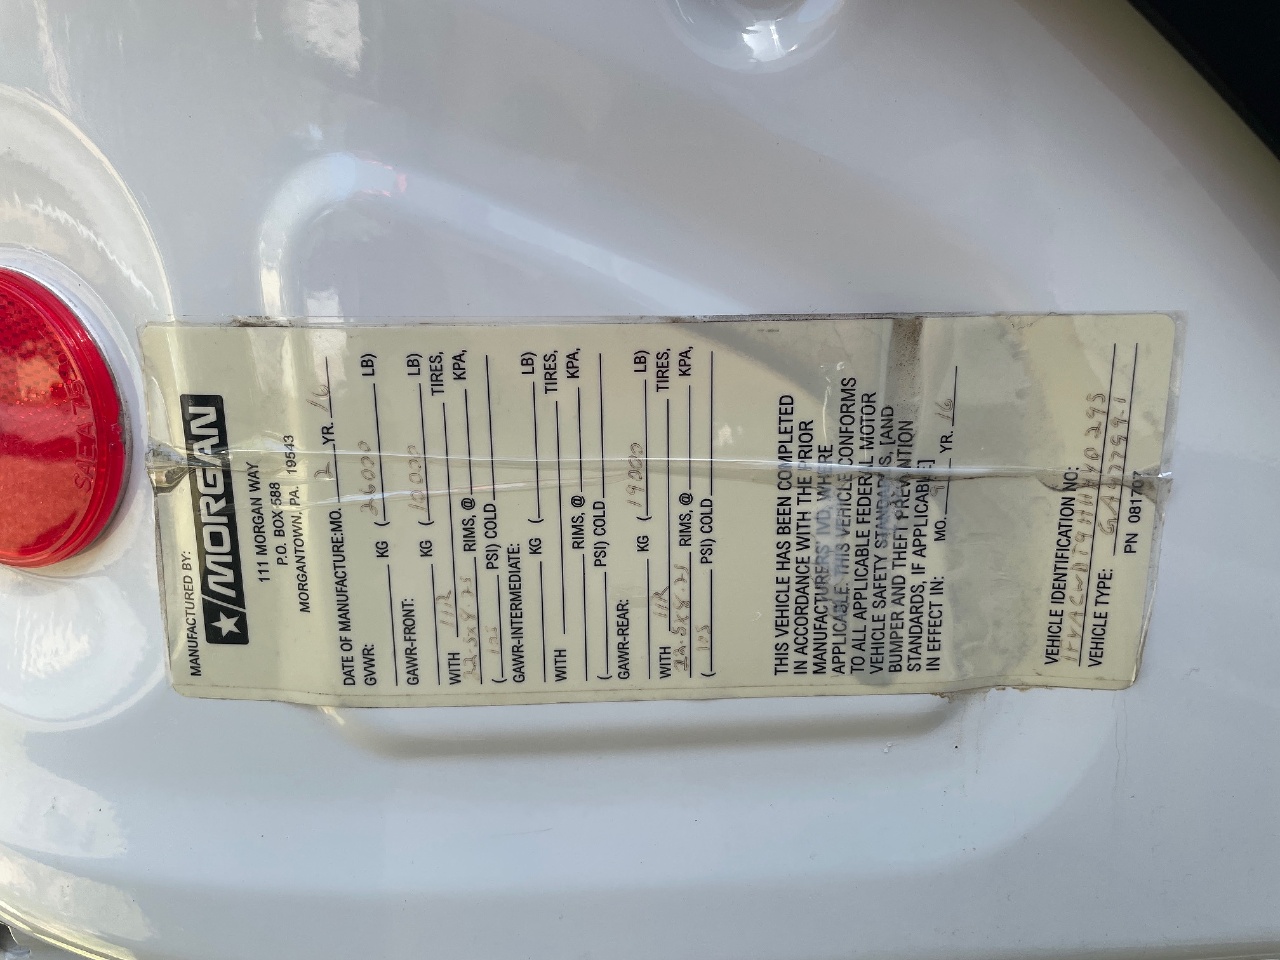 MANUFACTURED BY:
MORGAN
111 MORGAN WAY
P.O. BOX 588
MORGANTOWN, PA. 19543
DATE OF MANUFACTURE: MO. 2 YR. 16
GVWR:
KG (26000 LB)
GAWR-FRONT:
KG (10000 LB)
WITH 11R TIRES,
22.5x8.25 RIMS, @ KPA,
(105 PSI) COLD
GAWR-INTERMEDIATE:
KG ( LB)
WITH TIRES,
RIMS, @ KPA,
( PSI) COLD
GAWR-REAR:
KG (19000 LB)
WITH 11R TIRES,
22.5x8.25 RIMS, @ KPA,
(105 PSI) COLD
THIS VEHICLE HAS BEEN COMPLETED
IN ACCORDANCE WITH THE PRIOR
MANUFACTURERS IVD, WHERE
APPLICABLE. THIS VEHICLE CONFORMS
TO ALL APPLICABLE FEDERAL MOTOR
VEHICLE SAFETY STANDARDS, [AND
BUMPER AND THEFT PREVENTION
STANDARDS, IF APPLICABLE]
IN EFFECT IN: MO. YR. 16
VEHICLE IDENTIFICATION NO:
VEHICLE TYPE:
PN 081707
SAE A 75